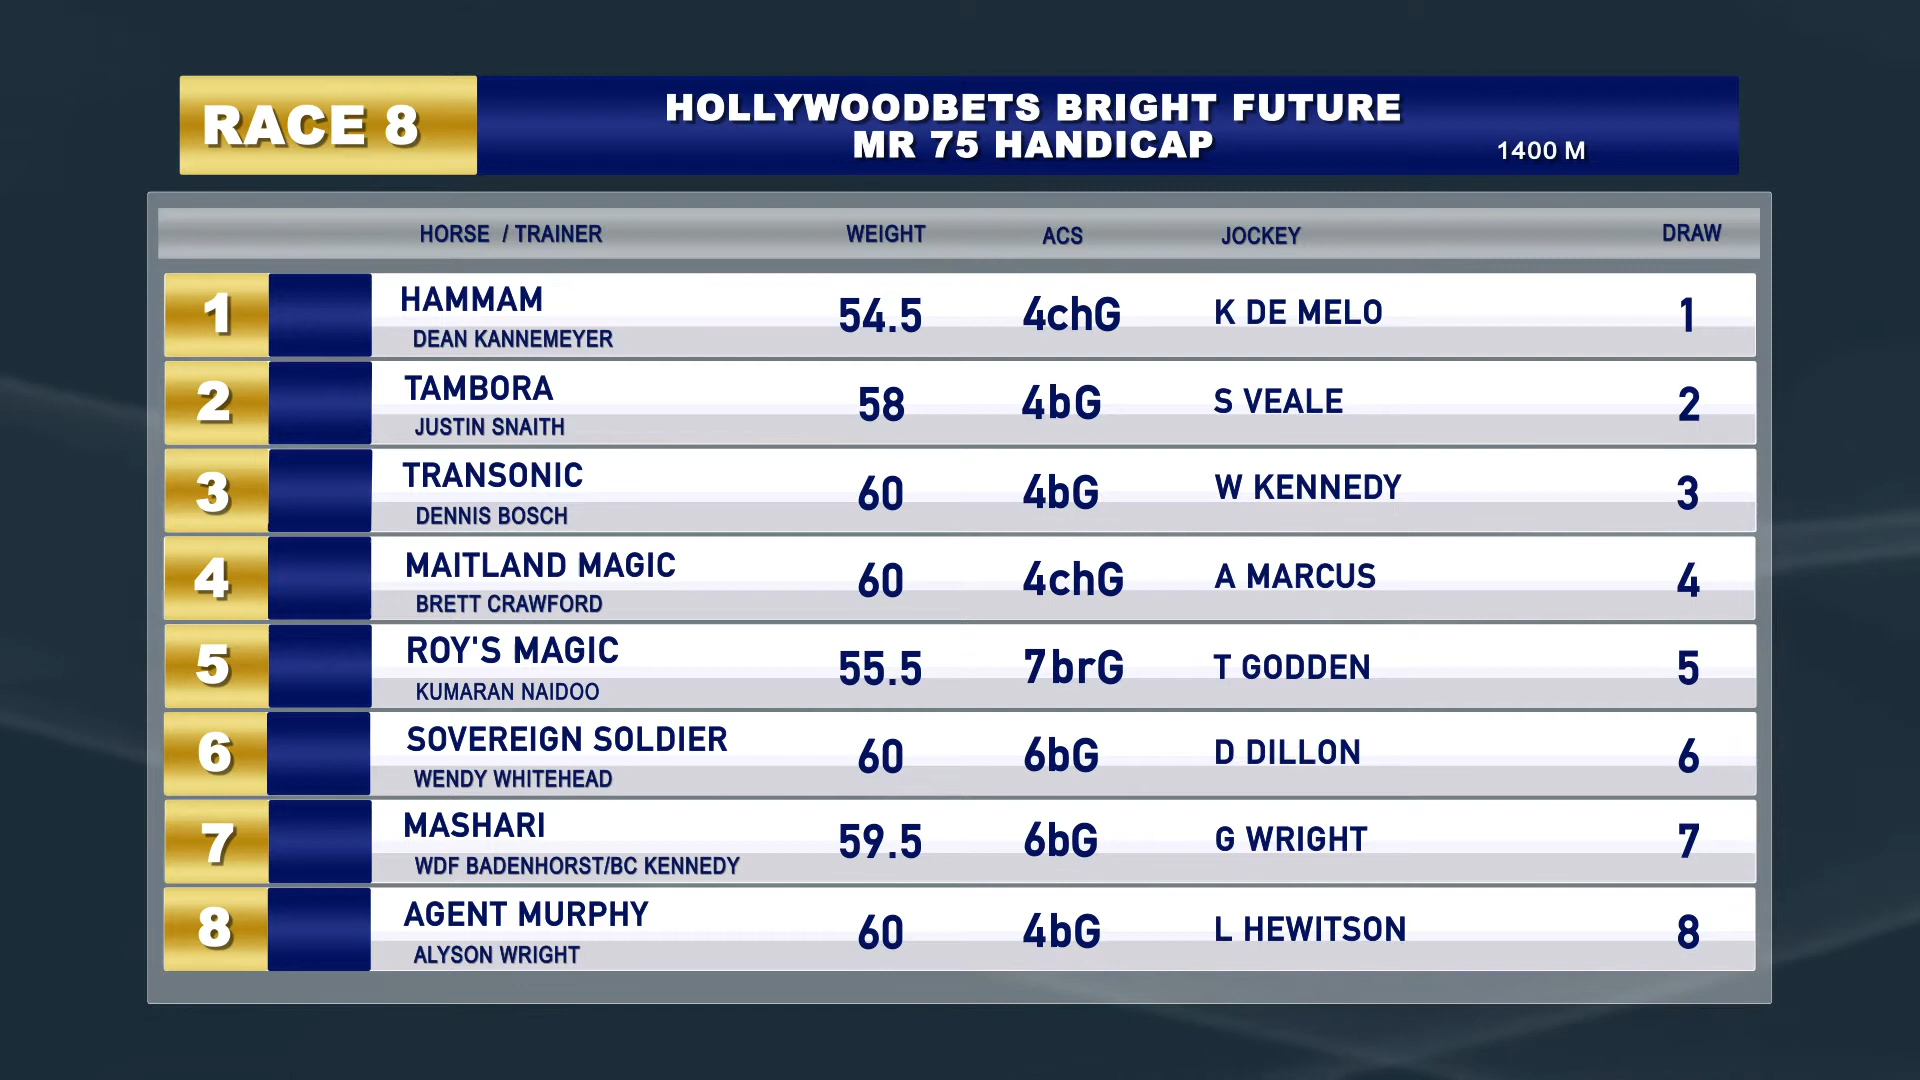 RACE 8
HOLLYWOODBETS BRIGHT FUTURE
MR 75 HANDICAP
1400 M
HORSE / TRAINER WEIGHT ACS JOCKEY DRAW
1 HAMMAM 54.5 4chG K DE MELO 1
DEAN KANNEMEYER
2 TAMBORA 58 4bG S VEALE 2
JUSTIN SNAITH
3 TRANSONIC 60 4bG W KENNEDY 3
DENNIS BOSCH
4 MAITLAND MAGIC 60 4chG A MARCUS 4
BRETT CRAWFORD
5 ROY'S MAGIC 55.5 7brG T GODDEN 5
KUMARAN NAIDOO
6 SOVEREIGN SOLDIER 60 6bG D DILLON 6
WENDY WHITEHEAD
7 MASHARI 59.5 6bG G WRIGHT 7
WDF BADENHORST/BC KENNEDY
8 AGENT MURPHY 60 4bG L HEWITSON 8
ALYSON WRIGHT